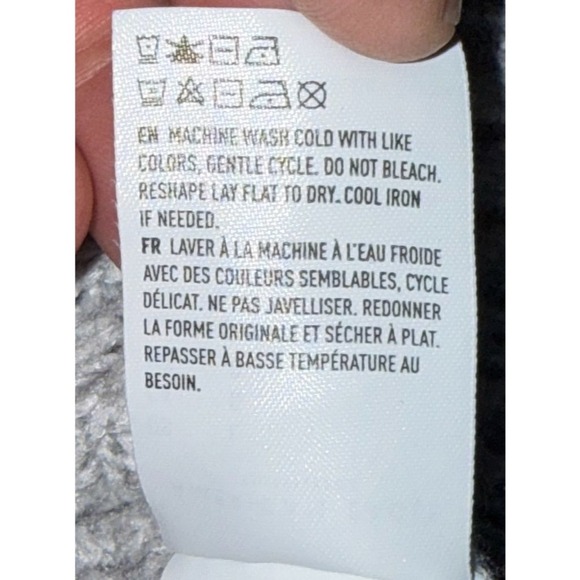 EN MACHINE WASH COLD WITH LIKE
COLORS, GENTLE CYCLE. DO NOT BLEACH.
RESHAPE LAY FLAT TO DRY. COOL IRON
IF NEEDED.
FR LAVER À LA MACHINE À L'EAU FROIDE
AVEC DES COULEURS SEMBLABLES, CYCLE
DÉLICAT. NE PAS JAVELLISER. REDONNER
LA FORME ORIGINALE ET SÉCHER À PLAT.
REPASSER À BASSE TEMPÉRATURE AU
BESOIN.